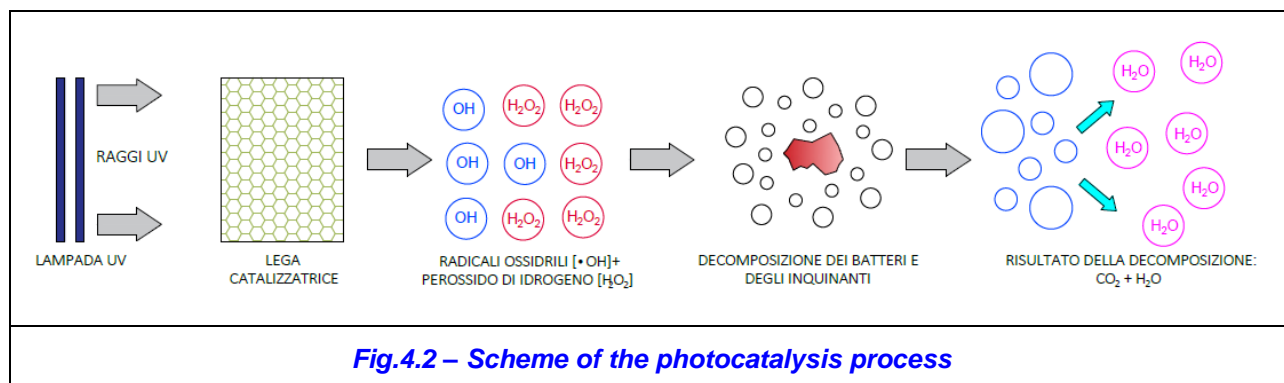 RAGGI UV
LAMPADA UV
LEGA
CATALIZZATRICE
OH H₂O₂ H₂O₂
OH OH H₂O₂
OH H₂O₂ H₂O₂
RADICALI OSSIDRILI [•OH]+
PEROSSIDO DI IDROGENO [H₂O₂]
DECOMPOSIZIONE DEI BATTERI E
DEGLI INQUINANTI
H₂O H₂O
H₂O H₂O
H₂O H₂O
RISULTATO DELLA DECOMPOSIZIONE:
CO₂ + H₂O
Fig.4.2 – Scheme of the photocatalysis process